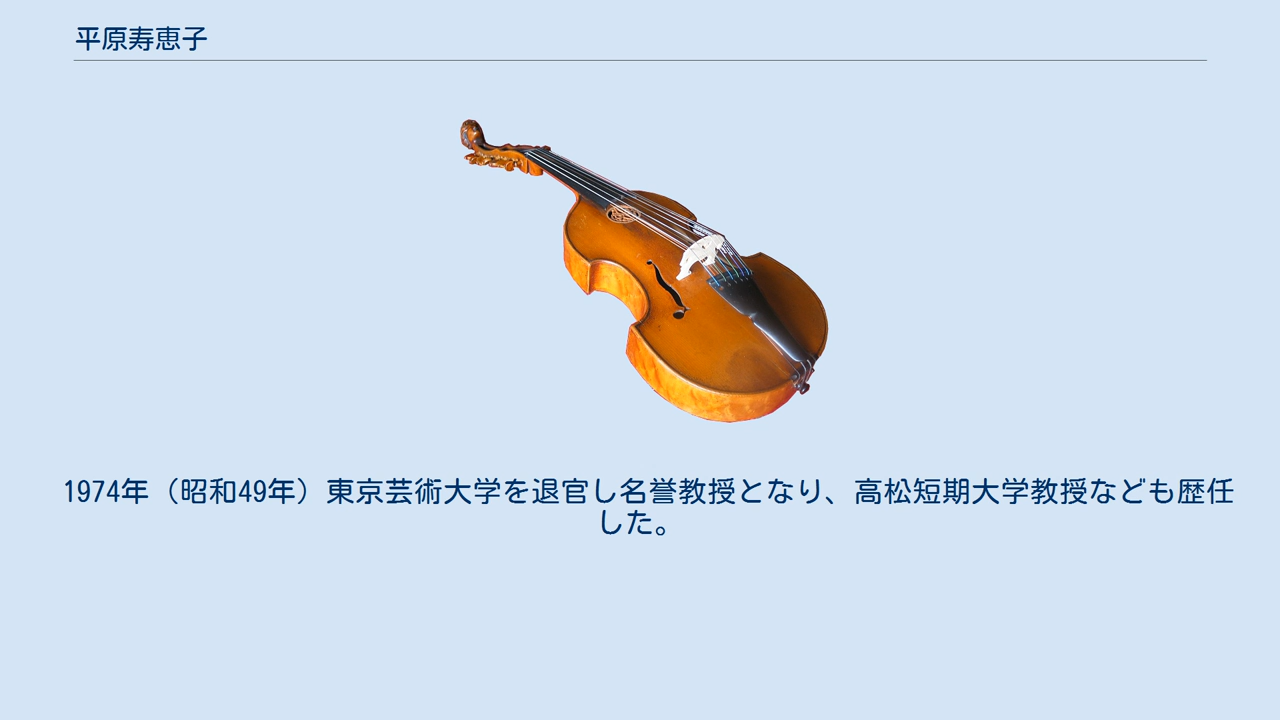 平原寿恵子
1974年（昭和49年）東京芸術大学を退官し名誉教授となり、高松短期大学教授なども歴任
した。